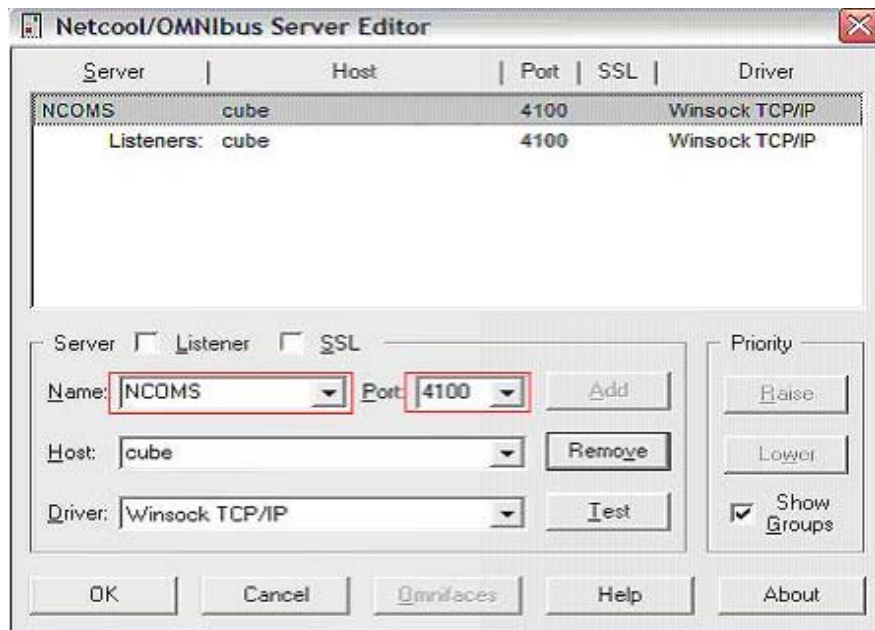 Netcool/OMNIbus Server Editor
Server | Host | Port | SSL | Driver
NCOMS cube 4100 Winsock TCP/IP
Listeners: cube 4100 Winsock TCP/IP
Server Listener SSL
Priority
Name: NCOMS Port: 4100 Add
Raise
Host: cube Remove
Lower
Driver: Winsock TCP/IP Test
Show Groups
OK Cancel Omnifaces Help About